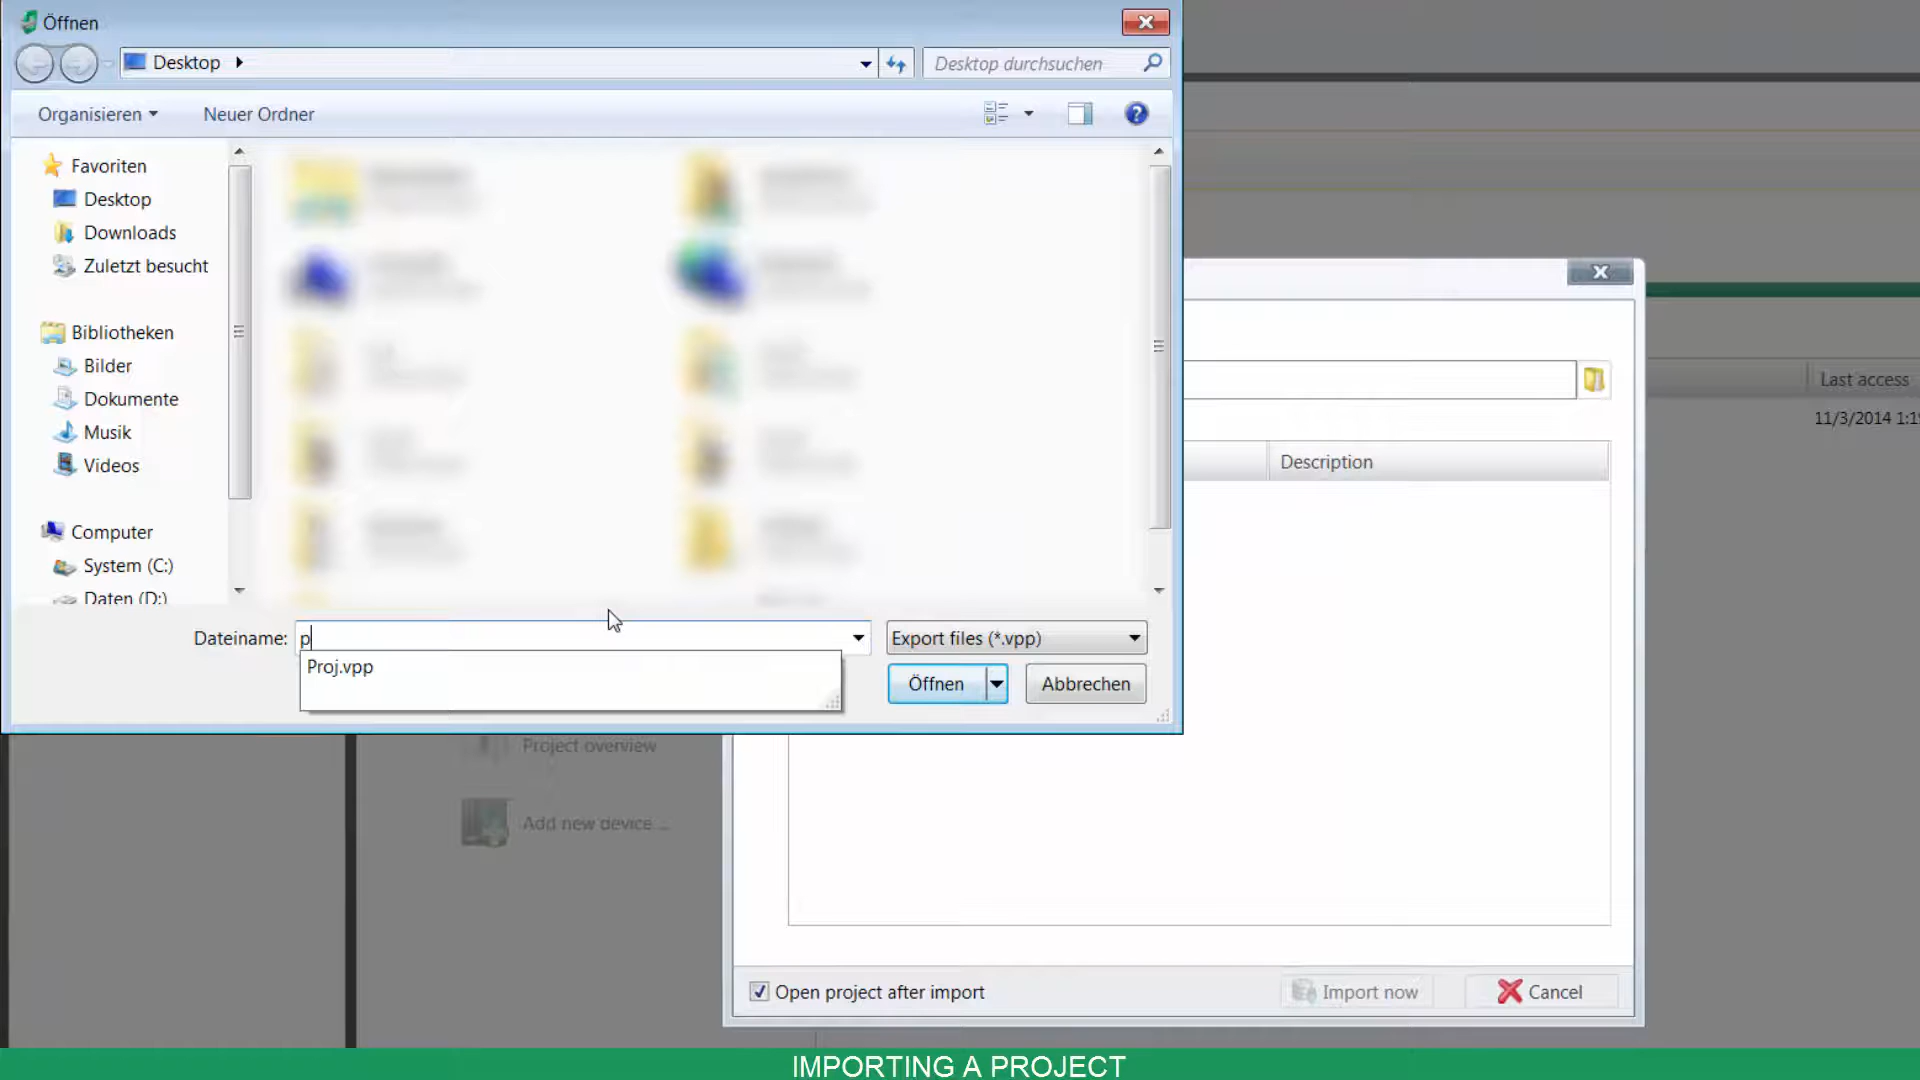 Öffnen
Desktop
Desktop durchsuchen
Organisieren
Neuer Ordner
Favoriten
Desktop
Downloads
Zuletzt besucht
Bibliotheken
Bilder
Dokumente
Musik
Videos
Computer
System (C:)
Daten (D:)
Dateiname:
p
Export files (*.vpp)
Proj.vpp
Öffnen
Abbrechen
Last access
11/3/2014 1:19
Description
Project overview
Add new device ...
Open project after import
Import now
Cancel
IMPORTING A PROJECT